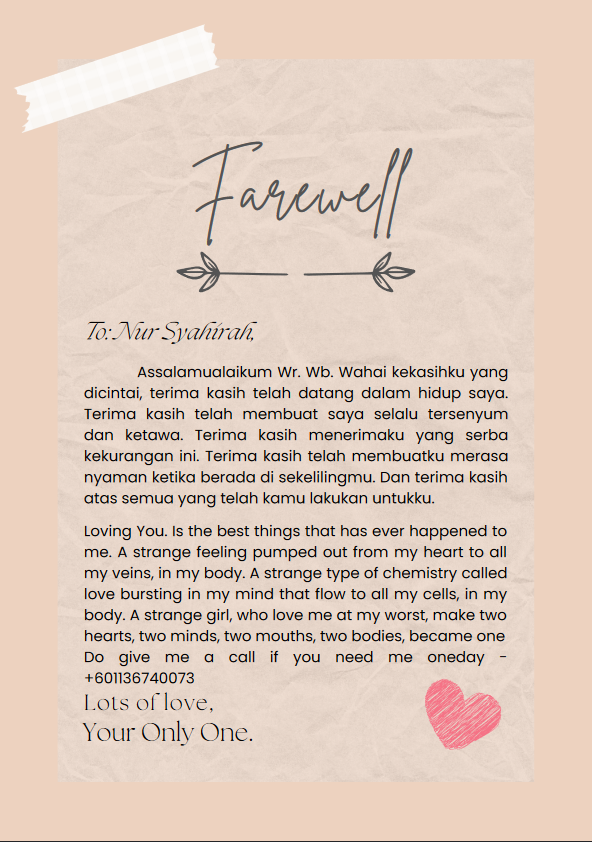 Farewell
To: Nur Syahirah,
Assalamualaikum Wr. Wb. Wahai kekasihku yang
dicintai, terima kasih telah datang dalam hidup saya.
Terima kasih telah membuat saya selalu tersenyum
dan ketawa. Terima kasih menerimaku yang serba
kekurangan ini. Terima kasih telah membuatku merasa
nyaman ketika berada di sekelilingmu. Dan terima kasih
atas semua yang telah kamu lakukan untukku.
Loving You. Is the best things that has ever happened to
me. A strange feeling pumped out from my heart to all
my veins, in my body. A strange type of chemistry called
love bursting in my mind that flow to all my cells, in my
body. A strange girl, who love me at my worst, make two
hearts, two minds, two mouths, two bodies, became one
Do give me a call if you need me oneday -
+601136740073
Lots of love,
Your Only One.